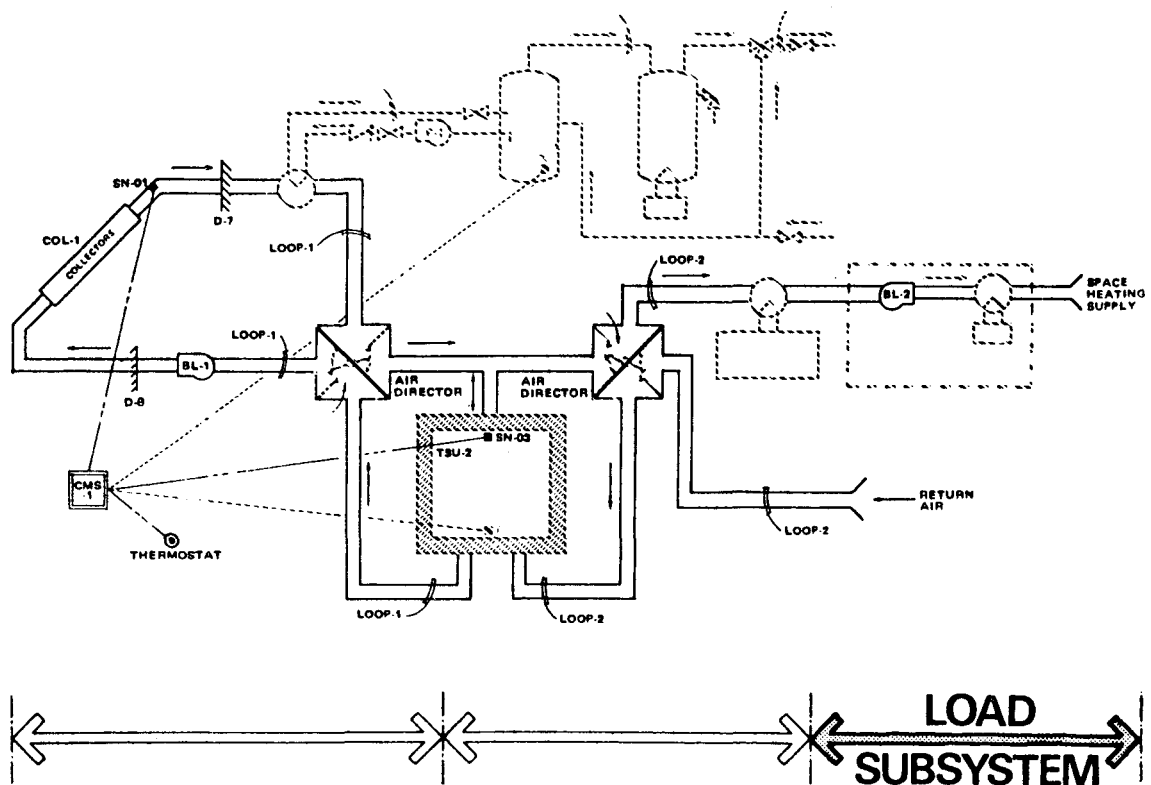 SN-01
D-7
COL-1
COLLECTORS
LOOP-1
LOOP-2
BL-2
SPACE
HEATING
SUPPLY
LOOP-1
BL-1
D-8
AIR
DIRECTOR
AIR
DIRECTOR
SN-03
TSU-2
CMS
-1
THERMOSTAT
RETURN
AIR
LOOP-2
LOOP-1
LOOP-2
LOAD
SUBSYSTEM